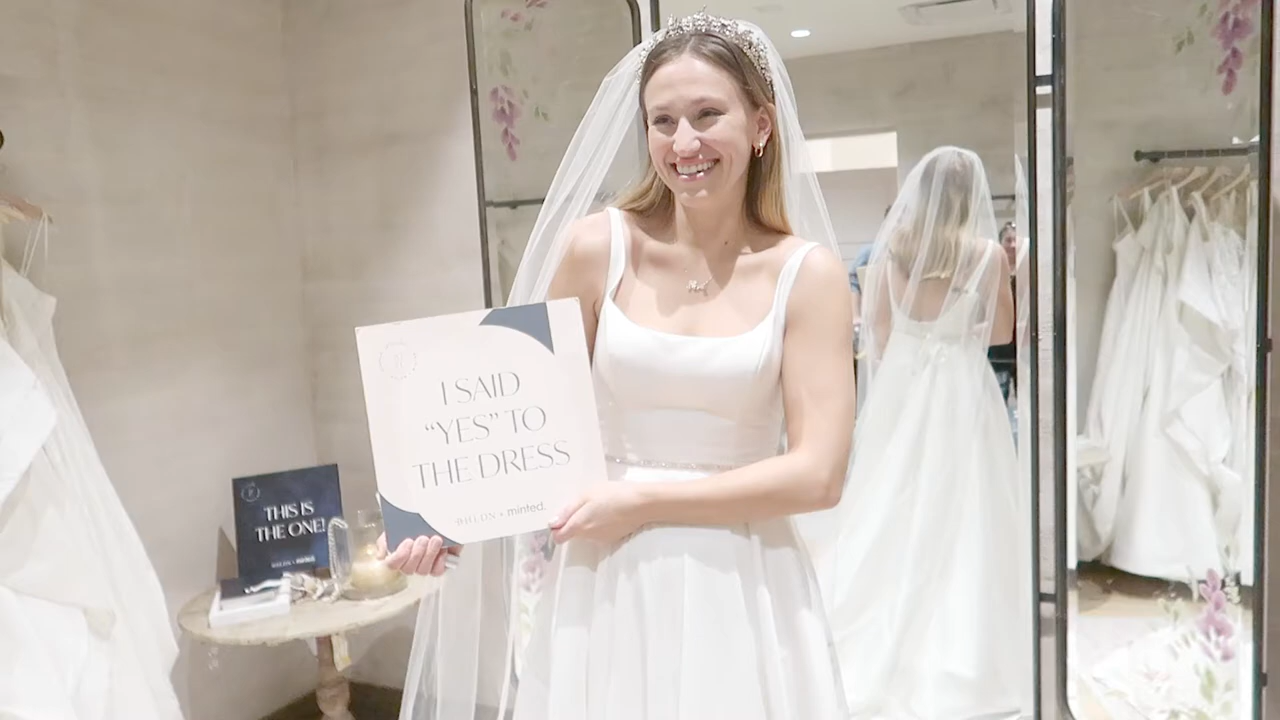 I SAID
“YES” TO
THE DRESS
minted.
THIS IS
THE ONE!